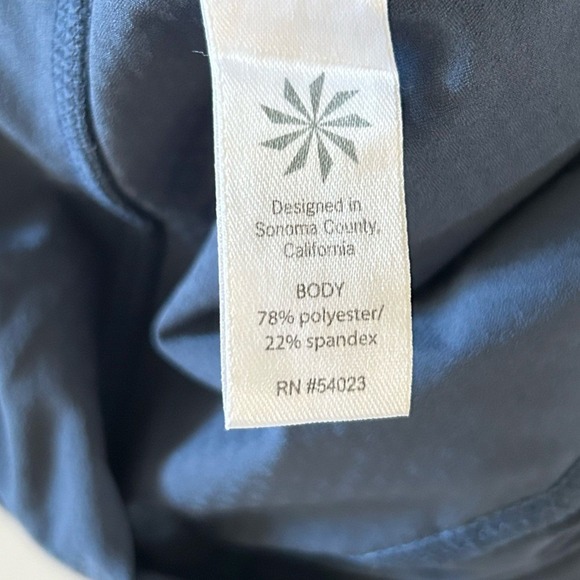 Designed in
Sonoma County,
California
BODY
78% polyester/
22% spandex
RN #54023